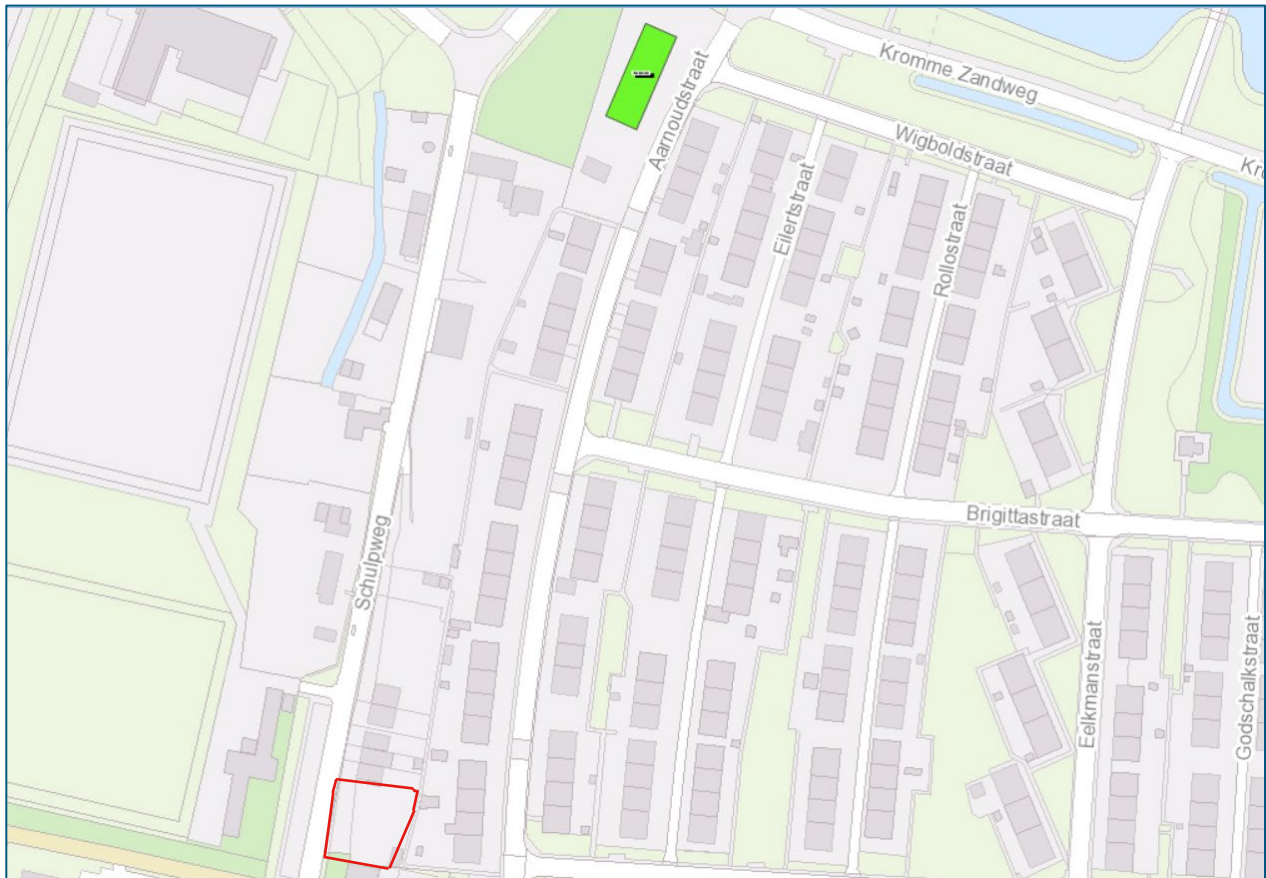 Kromme Zandweg
Aarnoudstraat
Wigboldstraat
Eilertstraat
Rollostraat
Brigittastraat
Schulpweg
Eelkmanstraat
Godschalkstraat